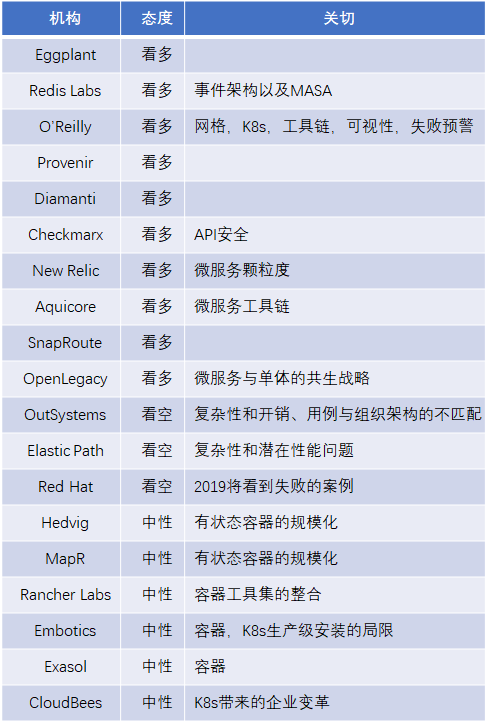 机构 态度 关切
Eggplant 看多
Redis Labs 看多 事件架构以及MASA
O'Reilly 看多 网格，K8s，工具链，可视性，失败预警
Provenir 看多
Diamanti 看多
Checkmarx 看多 API安全
New Relic 看多 微服务颗粒度
Aquicore 看多 微服务工具链
SnapRoute 看多
OpenLegacy 看多 微服务与单体的共生战略
OutSystems 看空 复杂性和开销、用例与组织架构的不匹配
Elastic Path 看空 复杂性和潜在性能问题
Red Hat 看空 2019将看到失败的案例
Hedvig 中性 有状态容器的规模化
MapR 中性 有状态容器的规模化
Rancher Labs 中性 容器工具集的整合
Embotics 中性 容器，K8s生产级安装的局限
Exasol 中性 容器
CloudBees 中性 K8s带来的企业变革